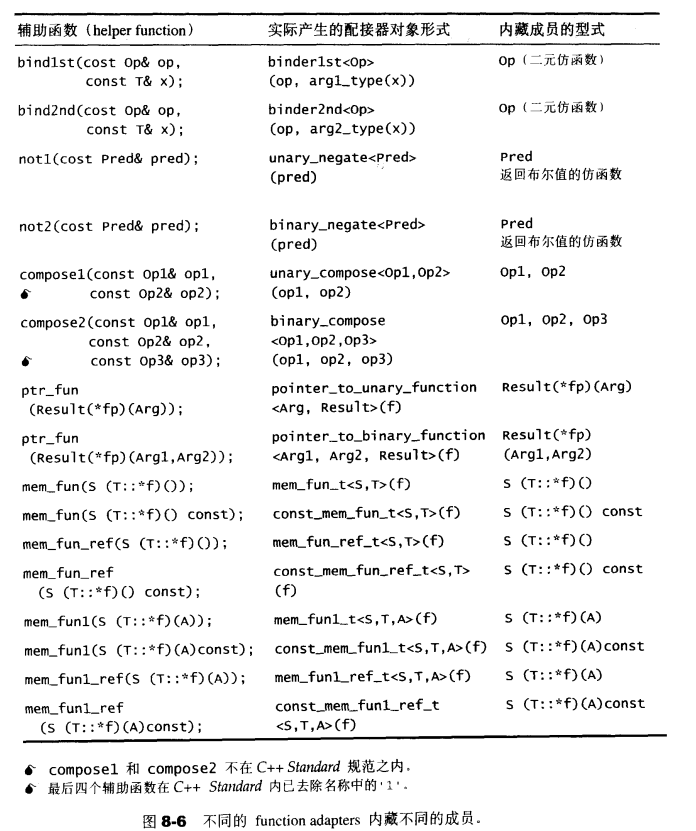 辅助函数（helper function） 实际产生的配接器对象形式 内藏成员的型式
bind1st(cost Op& op, binder1st<Op> Op（二元仿函数）
const T& x); (op, arg1_type(x))
bind2nd(cost Op& op, binder2nd<Op> Op（二元仿函数）
const T& x); (op, arg2_type(x))
not1(cost Pred& pred); unary_negate<Pred> Pred
(pred) 返回布尔值的仿函数
not2(cost Pred& pred); binary_negate<Pred> Pred
(pred) 返回布尔值的仿函数
compose1(const Op1& op1, unary_compose<Op1,Op2> Op1, Op2
const Op2& op2); (op1, op2)
compose2(const Op1& op1, binary_compose Op1, Op2, Op3
const Op2& op2, <Op1,Op2,Op3>
const Op3& op3); (op1, op2, op3)
ptr_fun pointer_to_unary_function Result(*fp)(Arg)
(Result(*fp)(Arg)); <Arg, Result>(f)
ptr_fun pointer_to_binary_function Result(*fp)
(Result(*fp)(Arg1,Arg2)); <Arg1, Arg2, Result>(f) (Arg1,Arg2)
mem_fun(S (T::*f)()); mem_fun_t<S,T>(f) S (T::*f)()
mem_fun(S (T::*f)() const); const_mem_fun_t<S,T>(f) S (T::*f)() const
mem_fun_ref(S (T::*f)()); mem_fun_ref_t<S,T>(f) S (T::*f)()
mem_fun_ref const_mem_fun_ref_t<S,T> S (T::*f)() const
(S (T::*f)() const); (f)
mem_fun1(S (T::*f)(A)); mem_fun1_t<S,T,A>(f) S (T::*f)(A)
mem_fun1(S (T::*f)(A)const); const_mem_fun1_t<S,T,A>(f) S (T::*f)(A)const
mem_fun1_ref(S (T::*f)(A)); mem_fun1_ref_t<S,T,A>(f) S (T::*f)(A)
mem_fun1_ref const_mem_fun1_ref_t S (T::*f)(A)const
(S (T::*f)(A)const); <S,T,A>(f)
compose1 和 compose2 不在 C++ Standard 规范之内。
最后四个辅助函数在 C++ Standard 内已去除名称中的'1'。
图 8-6 不同的 function adapters 内藏不同的成员。